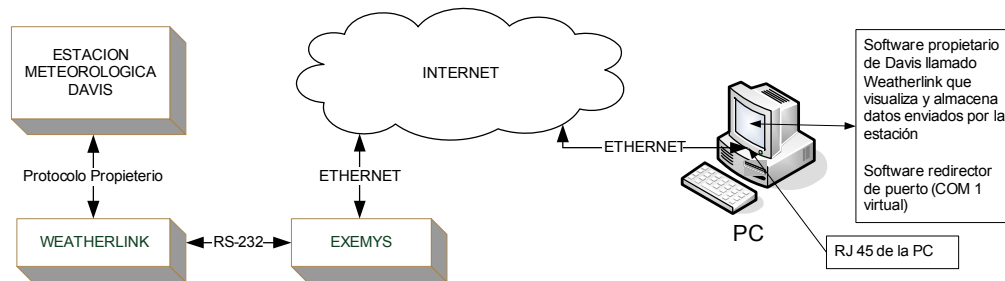 ESTACION
METEOROLOGICA
DAVIS
Protocolo Propieterio
WEATHERLINK
RS-232
EXEMYS
ETHERNET
INTERNET
ETHERNET
PC
Software propietario
de Davis llamado
Weatherlink que
visualiza y almacena
datos enviados por la
estación
Software redirector
de puerto (COM 1
virtual)
RJ 45 de la PC